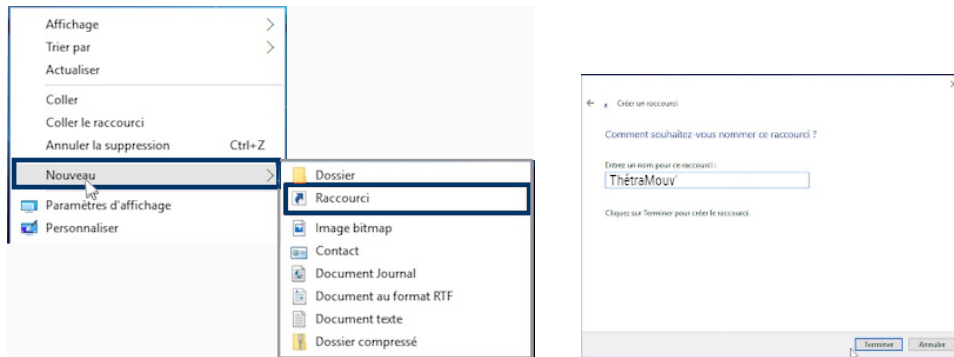 Affichage
Trier par
Actualiser
Coller
Coller le raccourci
Annuler la suppression Ctrl+Z
Nouveau
Paramètres d'affichage
Personnaliser
Dossier
Raccourci
Image bitmap
Contact
Document Journal
Document au format RTF
Document texte
Dossier compressé
Créer un raccourci
Comment souhaitez-vous nommer ce raccourci ?
Entrez un nom pour ce raccourci :
ThétraMouv'
Cliquez sur Terminer pour créer le raccourci.
Terminer Annuler